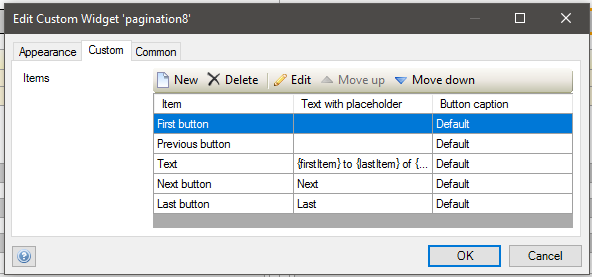 Edit Custom Widget 'pagination8'
Appearance Custom Common
Items
New Delete Edit Move up Move down
Item Text with placeholder Button caption
First button Default
Previous button Default
Text {firstItem} to {lastItem} of {... Default
Next button Next Default
Last button Last Default
? OK Cancel